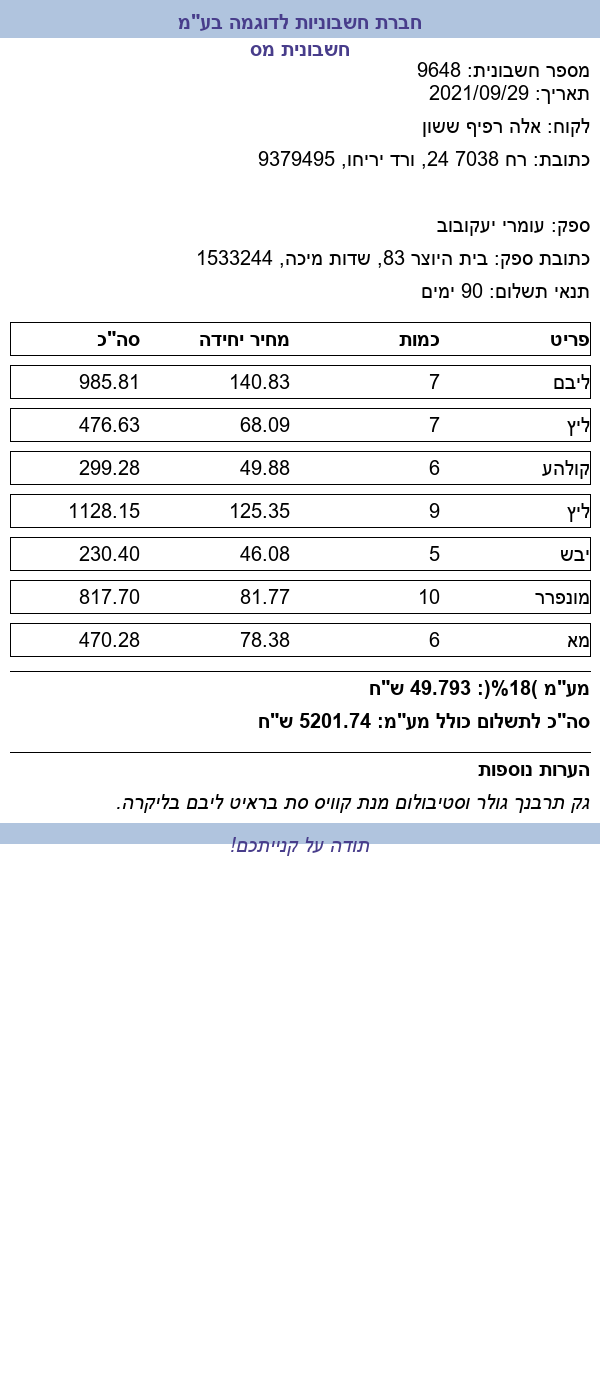 חברת חשבוניות לדוגמה בע"מ
חשבונית מס
מספר חשבונית: 9648
תאריך: 2021/09/29
לקוח: אלה רפיף ששון
כתובת: רח 7038 24, ורד יריחו, 9379495
ספק: עומרי יעקובוב
כתובת ספק: בית היוצר 83, שדות מיכה, 1533244
תנאי תשלום: 90 ימים
פריט כמות מחיר יחידה סה"כ
ליבם 7 140.83 985.81
ליץ 7 68.09 476.63
קולהע 6 49.88 299.28
ליץ 9 125.35 1128.15
יבש 5 46.08 230.40
מונפרר 10 81.77 817.70
מא 6 78.38 470.28
מע"מ )18%(: 49.793 ש"ח
סה"כ לתשלום כולל מע"מ: 5201.74 ש"ח
הערות נוספות
גק תרבנך גולר וסטיבולום מנת קוויס סת בראיט ליבם בליקרה.
תודה על קנייתכם!